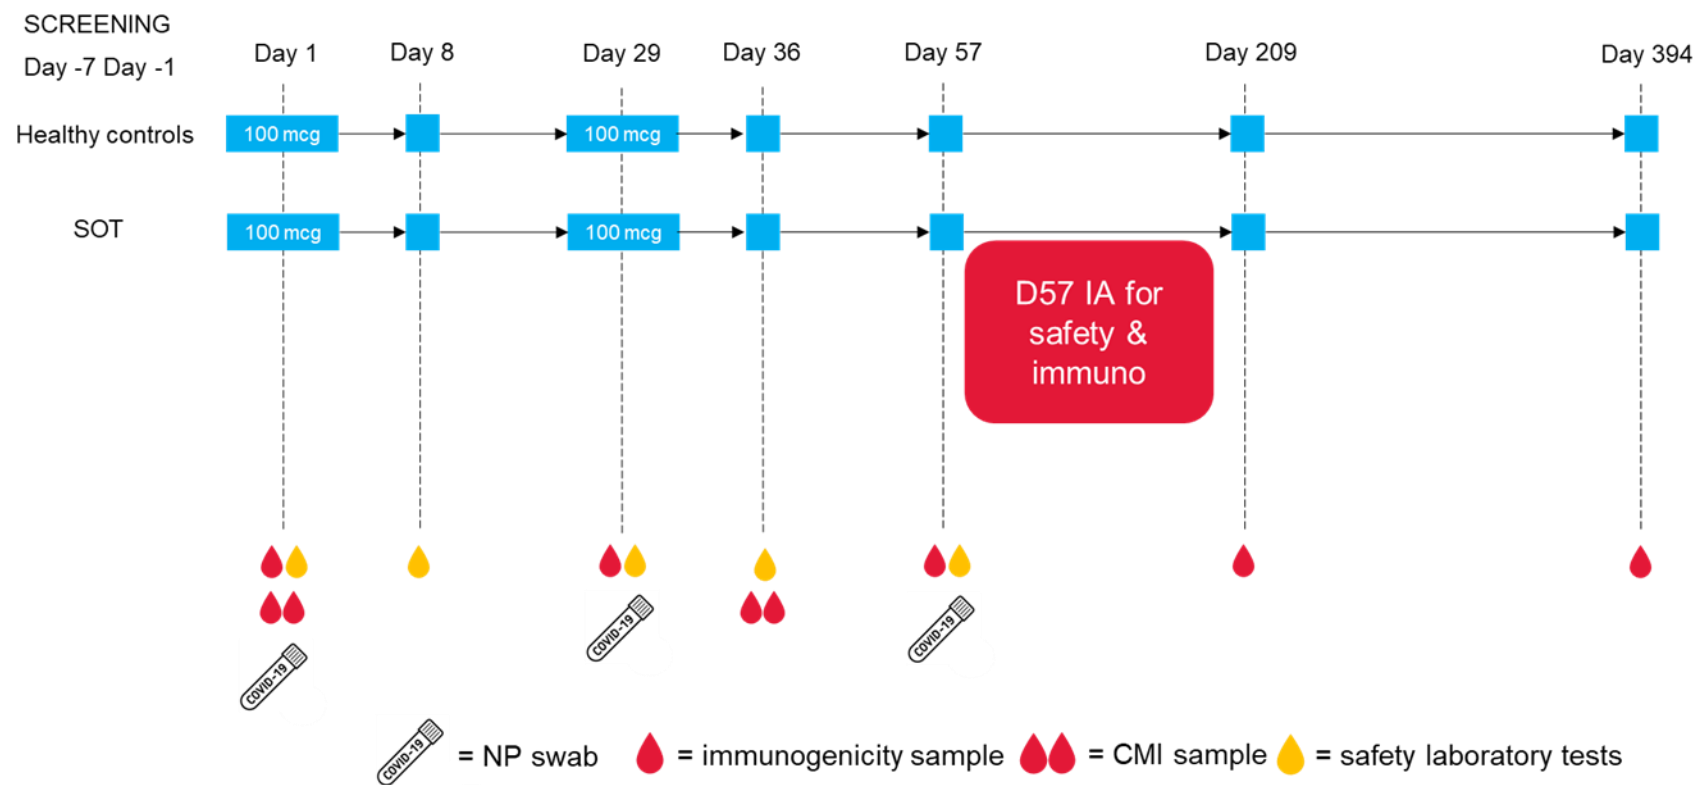 SCREENING
Day -7 Day -1
Day 1
Day 8
Day 29
Day 36
Day 57
Day 209
Day 394
Healthy controls
100 mcg
100 mcg
SOT
100 mcg
100 mcg
D57 IA for
safety &
immuno
COVID-19
COVID-19
COVID-19
COVID-19
= NP swab
= immunogenicity sample
= CMI sample
= safety laboratory tests